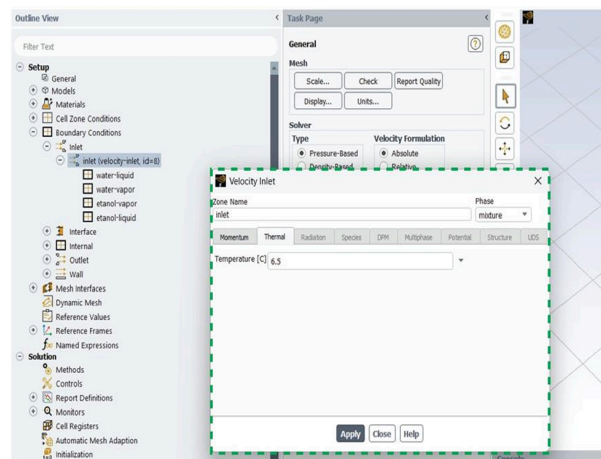 Outline View
Filter Text
Setup
General
Models
Materials
Cell Zone Conditions
Boundary Conditions
Inlet
inlet (velocity-inlet, id=8)
water-liquid
water-vapor
etanol-vapor
etanol-liquid
Interface
Internal
Outlet
Wall
Mesh Interfaces
Dynamic Mesh
Reference Values
Reference Frames
Named Expressions
Solution
Methods
Controls
Report Definitions
Monitors
Cell Registers
Automatic Mesh Adaption
Initialization
Task Page
General
Mesh
Scale... Check Report Quality
Display... Units...
Solver
Type Velocity Formulation
Pressure-Based Absolute
Density-Based Relative
Velocity Inlet
Zone Name Phase
inlet mixture
Momentum Thermal Radiation Species DPM Multiphase Potential Structure UDS
Temperature [C] 6.5
Apply Close Help
Console